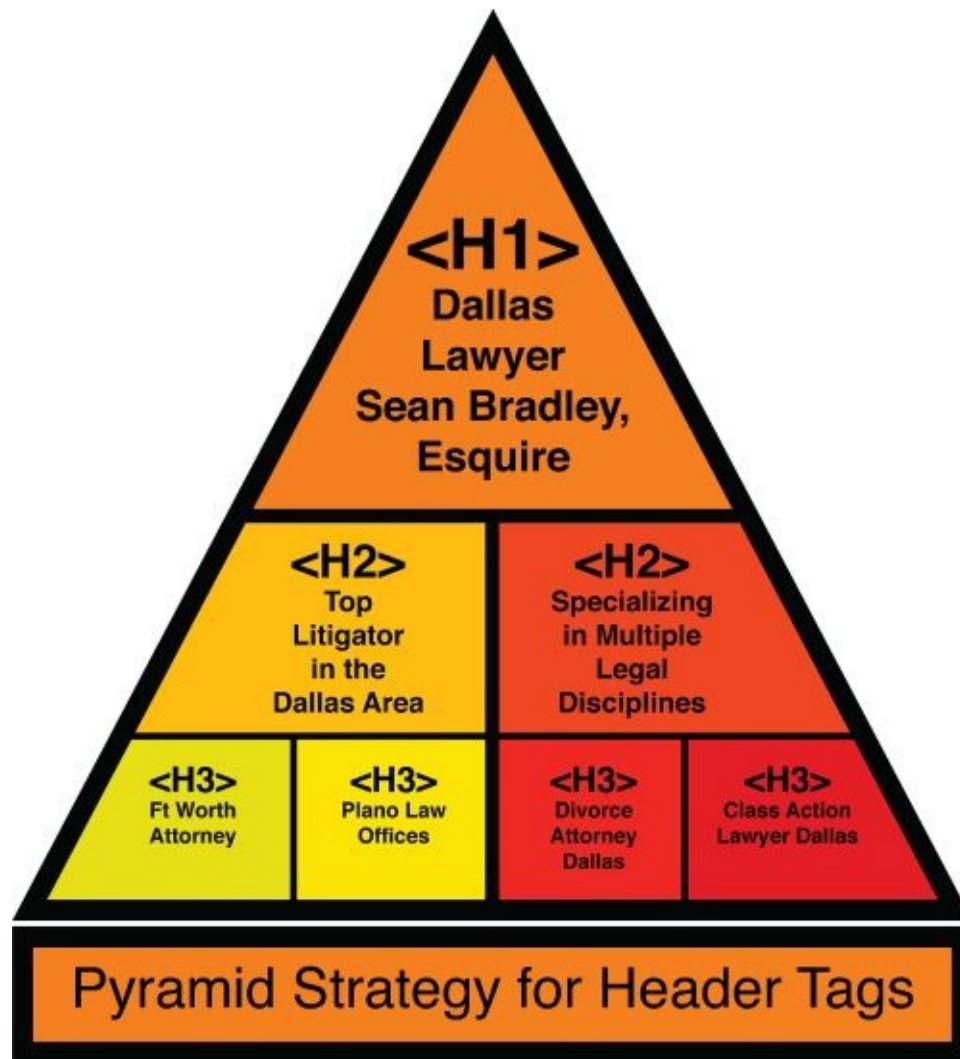 <H1>
Dallas
Lawyer
Sean Bradley,
Esquire
<H2>
Top
Litigator
in the
Dallas Area
<H2>
Specializing
in Multiple
Legal
Disciplines
<H3>
Ft Worth
Attorney
<H3>
Plano Law
Offices
<H3>
Divorce
Attorney
Dallas
<H3>
Class Action
Lawyer Dallas
Pyramid Strategy for Header Tags